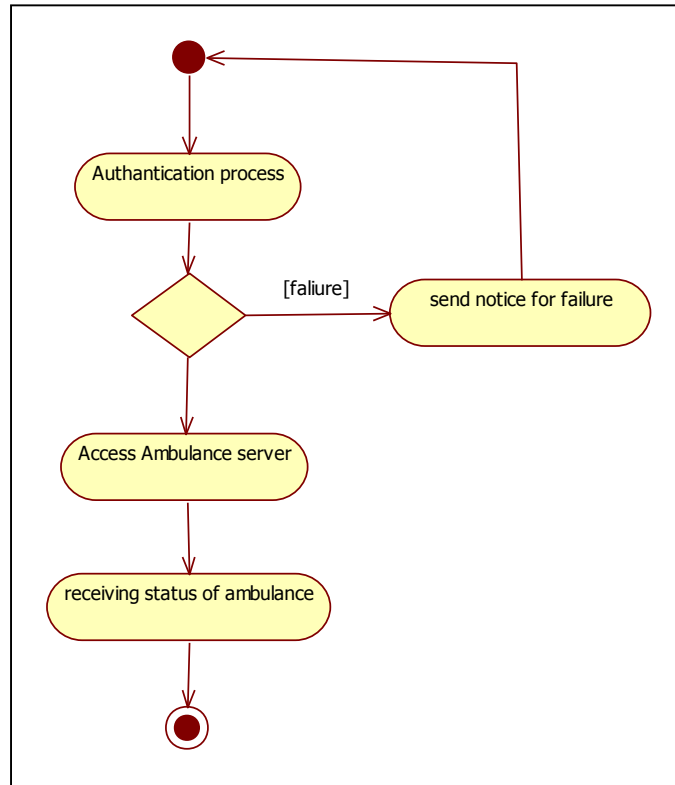 Authantication process
[faliure]
send notice for failure
Access Ambulance server
receiving status of ambulance